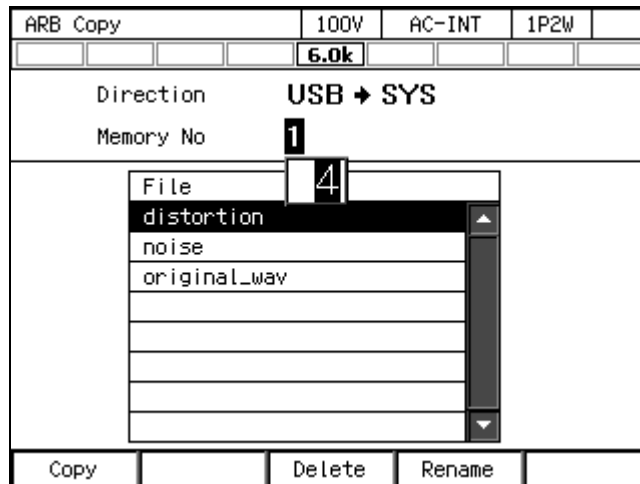 ARB Copy 100V AC-INT 1P2W
6.0k
Direction USB → SYS
Memory No 1
4
File
distortion
noise
original_wav
Copy Delete Rename